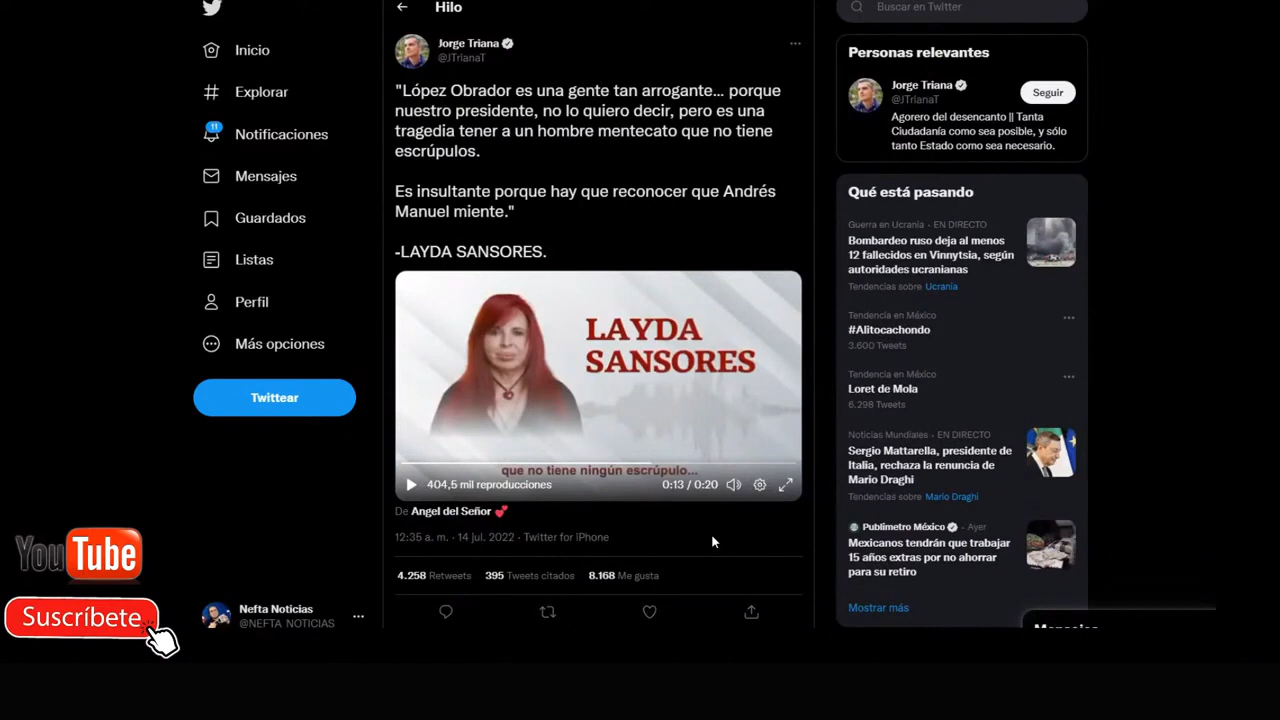 Inicio
Explorar
11
Notificaciones
Mensajes
Guardados
Listas
Perfil
Más opciones
Twittear
Nefta Noticias
@NEFTA NOTICIAS
YouTube
Suscríbete
Hilo
Jorge Triana
@JTrianaT
"López Obrador es una gente tan arrogante... porque
nuestro presidente, no lo quiero decir, pero es una
tragedia tener a un hombre mentecato que no tiene
escrúpulos.
Es insultante porque hay que reconocer que Andrés
Manuel miente."
-LAYDA SANSORES.
LAYDA
SANSORES
que no tiene ningún escrúpulo...
404,5 mil reproducciones
0:13 / 0:20
De Angel del Señor 💕
12:35 a. m. · 14 jul. 2022 · Twitter for iPhone
4.258 Retweets 395 Tweets citados 8.168 Me gusta
Buscar en Twitter
Personas relevantes
Jorge Triana
@JTrianaT
Seguir
Agorero del desencanto || Tanta
Ciudadanía como sea posible, y sólo
tanto Estado como sea necesario.
Qué está pasando
Guerra en Ucrania · EN DIRECTO
Bombardeo ruso deja al menos
12 fallecidos en Vinnytsia, según
autoridades ucranianas
Tendencias sobre Ucrania
Tendencia en México
#Alitocachondo
3.600 Tweets
Tendencia en México
Loret de Mola
6.298 Tweets
Noticias Mundiales · EN DIRECTO
Sergio Mattarella, presidente de
Italia, rechaza la renuncia de
Mario Draghi
Tendencias sobre Mario Draghi
Publimetro México · Ayer
Mexicanos tendrán que trabajar
15 años extras por no ahorrar
para su retiro
Mostrar más